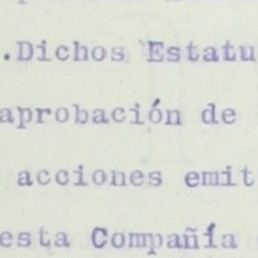 .Dichos Estatu
aprobación de
acciones emit
esta Compañía